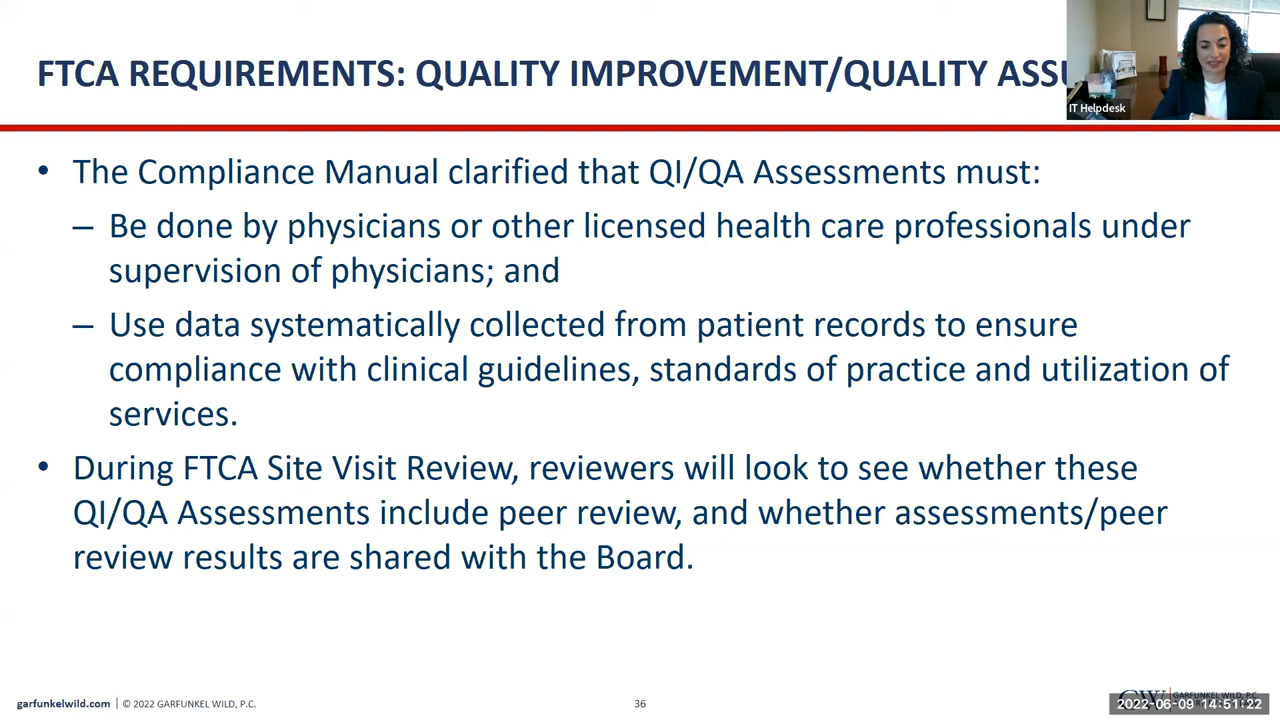 FTCA REQUIREMENTS: QUALITY IMPROVEMENT/QUALITY ASSU
IT Helpdesk
• The Compliance Manual clarified that QI/QA Assessments must:
– Be done by physicians or other licensed health care professionals under
supervision of physicians; and
– Use data systematically collected from patient records to ensure
compliance with clinical guidelines, standards of practice and utilization of
services.
• During FTCA Site Visit Review, reviewers will look to see whether these
QI/QA Assessments include peer review, and whether assessments/peer
review results are shared with the Board.
garfunkelwild.com | © 2022 GARFUNKEL WILD, P.C.
36
GW GARFUNKEL WILD, P.C.
2022-06-09 14:51:22